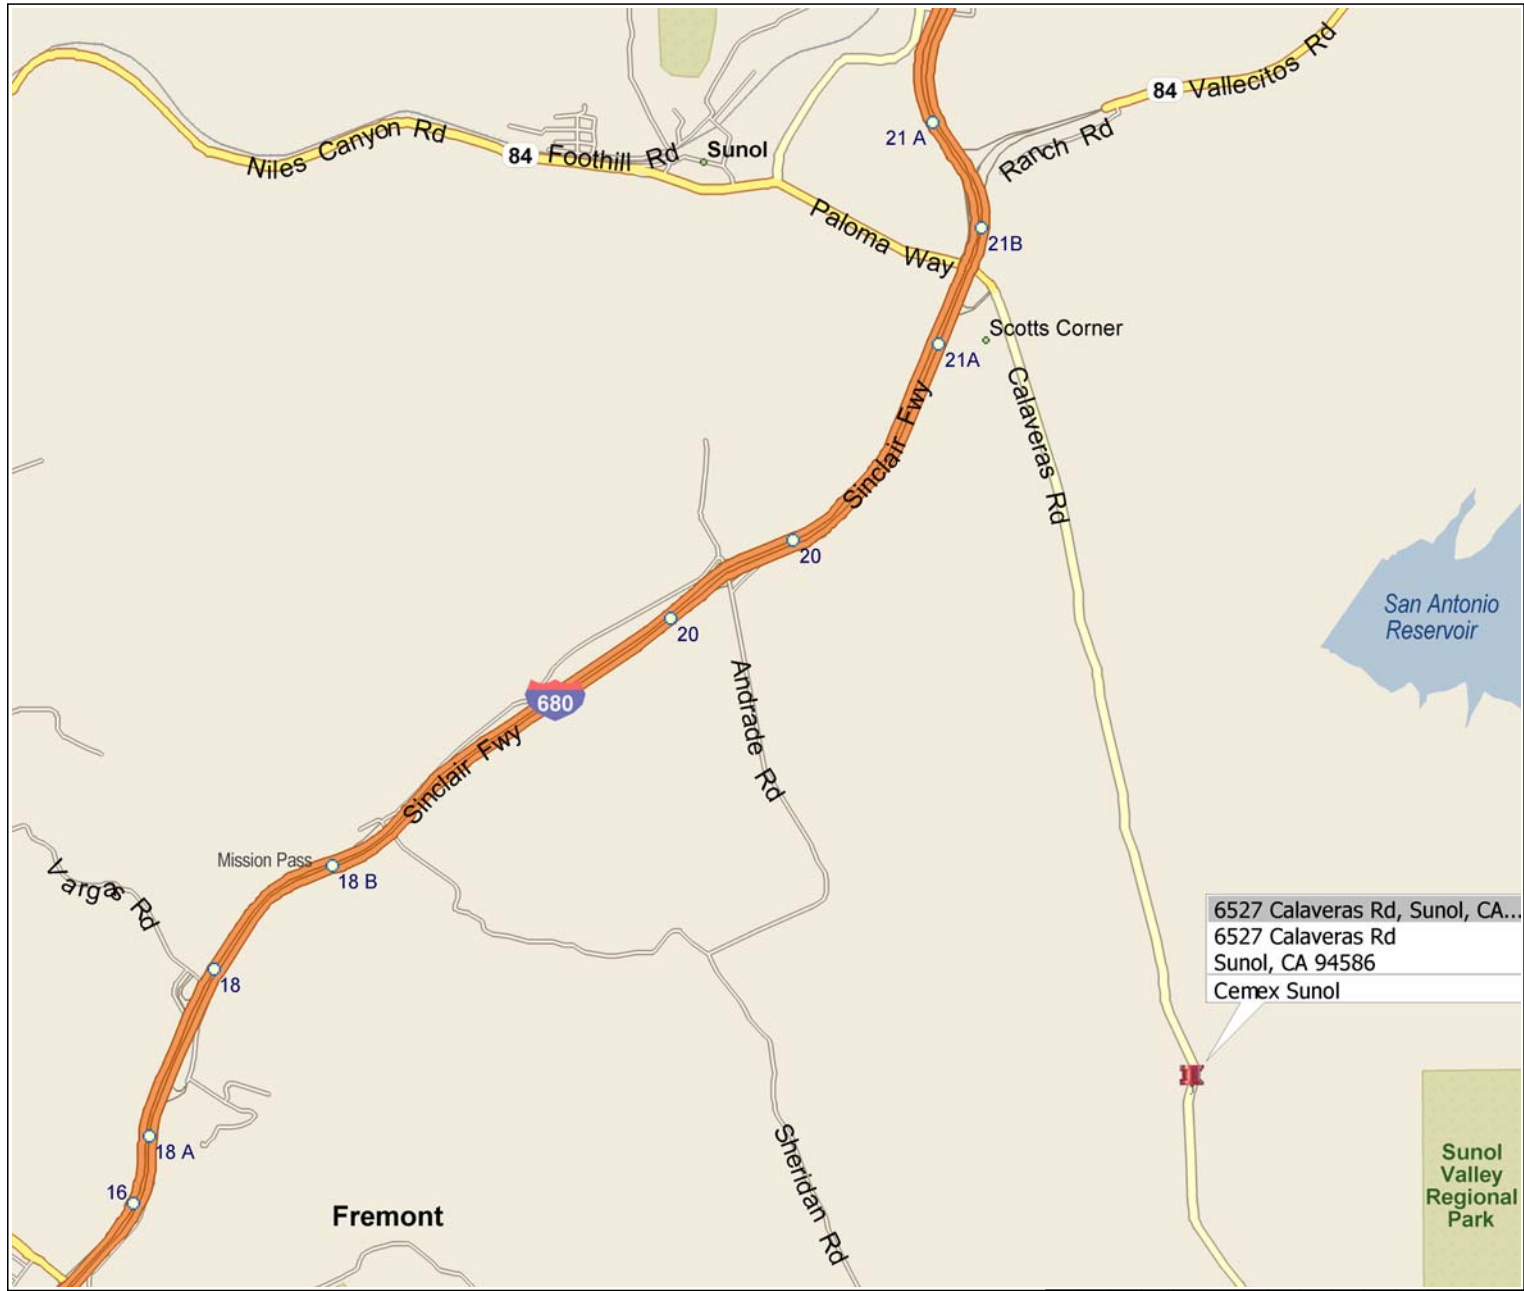 84 Vallecitos Rd
21 A
Ranch Rd
Niles Canyon Rd
84 Foothill Rd
Sunol
Paloma Way
21B
Scotts Corner
21A
Calaveras Rd
Sinclair Fwy
20
San Antonio
Reservoir
20
Andrade Rd
680
Sinclair Fwy
Mission Pass
18 B
Vargas Rd
6527 Calaveras Rd, Sunol, CA...
6527 Calaveras Rd
Sunol, CA 94586
Cemex Sunol
18
18 A
Sheridan Rd
Sunol
Valley
Regional
Park
16
Fremont